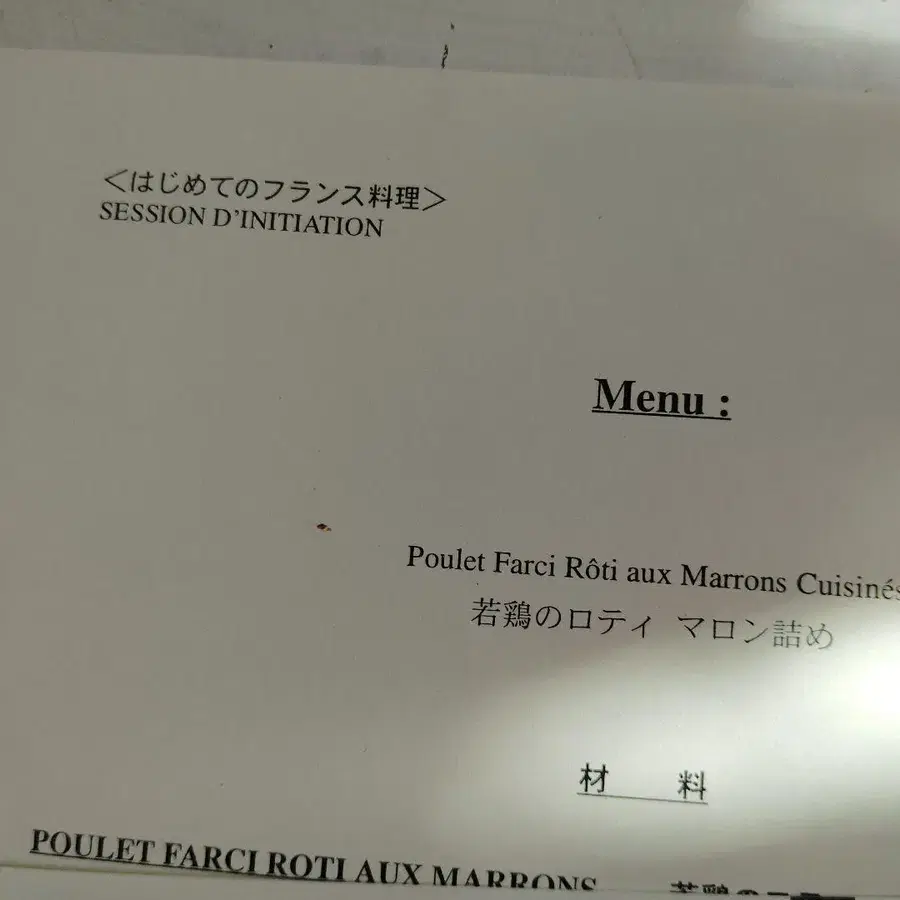 ＜はじめてのフランス料理＞
SESSION D'INITIATION
Menu :
Poulet Farci Rôti aux Marrons Cuisinés
若鶏のロティ マロン詰め
材　料
POULET FARCI ROTI AUX MARRONS